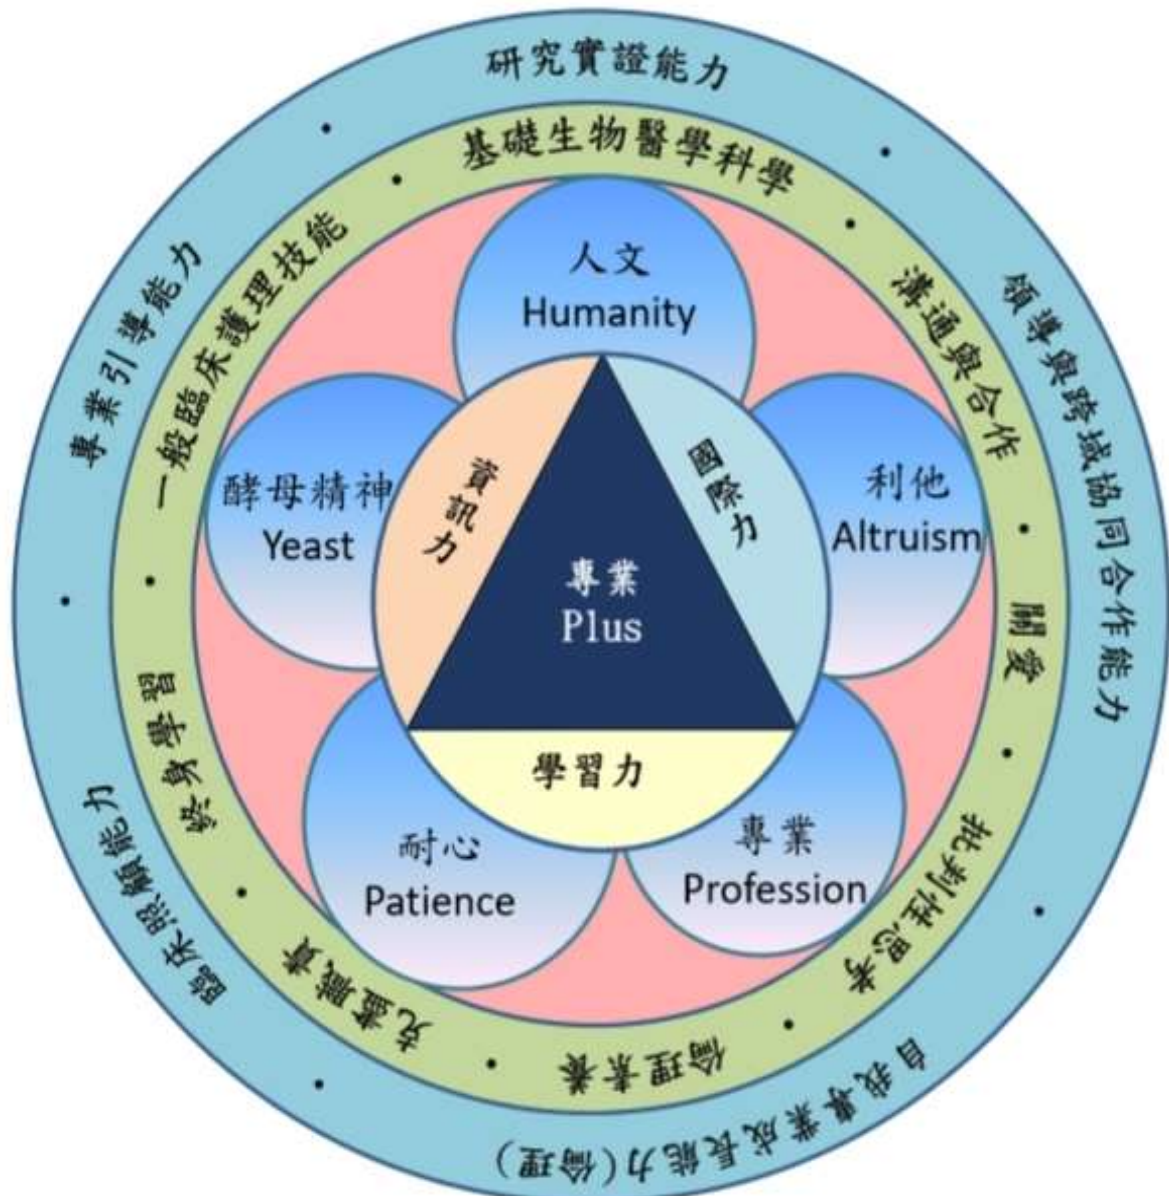 研究實證能力
領導與跨域協同合作能力
自我專業成長能力(倫理)
臨床照顧能力
專業引導能力
基礎生物醫學科學
溝通與合作
關愛
批判性思考
倫理素養
克盡職責
終身學習
一般臨床護理技能
人文
Humanity
利他
Altruism
專業
Profession
耐心
Patience
酵母精神
Yeast
資訊力
國際力
學習力
專業
Plus